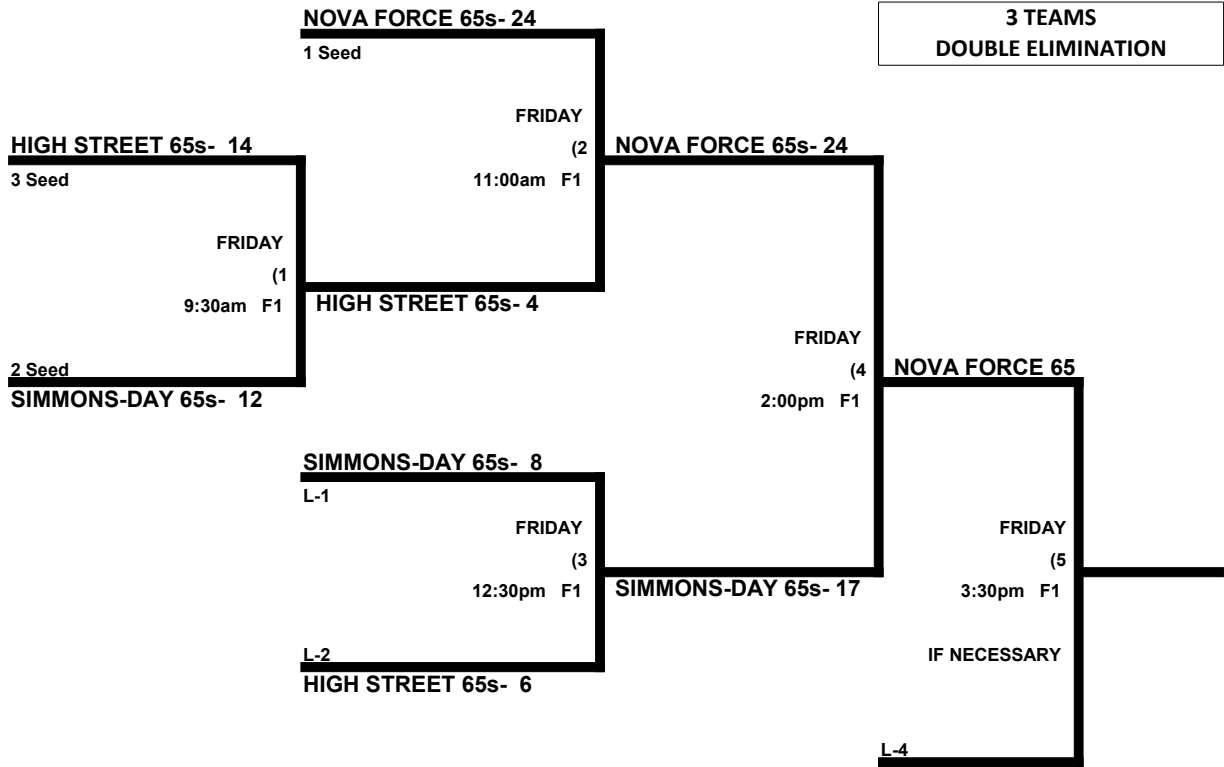 NOVA FORCE 65s- 24
3 TEAMS
DOUBLE ELIMINATION
1 Seed
FRIDAY
HIGH STREET 65s-  14
(2
NOVA FORCE 65s- 24
3 Seed
11:00am   F1
FRIDAY
(1
9:30am   F1
HIGH STREET 65s- 4
FRIDAY
2 Seed
(4
NOVA FORCE 65
SIMMONS-DAY 65s-  12
2:00pm   F1
SIMMONS-DAY 65s-  8
L-1
FRIDAY
FRIDAY
(3
(5
12:30pm   F1
SIMMONS-DAY 65s- 17
3:30pm   F1
L-2
IF NECESSARY
HIGH STREET 65s-  6
L-4